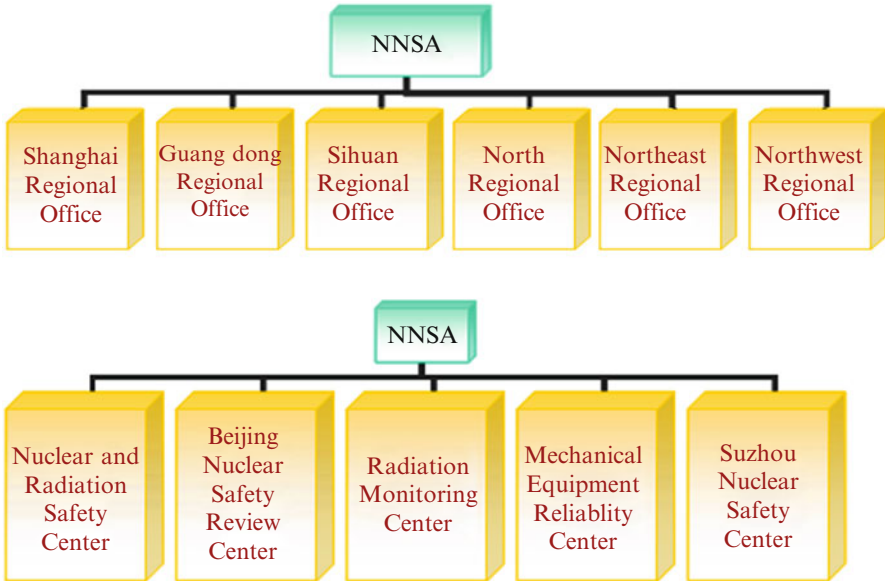 NNSA
Shanghai
Regional
Office
Guang dong
Regional
Office
Sihuan
Regional
Office
North
Regional
Office
Northeast
Regional
Office
Northwest
Regional
Office
NNSA
Nuclear and
Radiation
Safety
Center
Beijing
Nuclear
Safety
Review
Center
Radiation
Monitoring
Center
Mechanical
Equipment
Reliablity
Center
Suzhou
Nuclear
Safety
Center